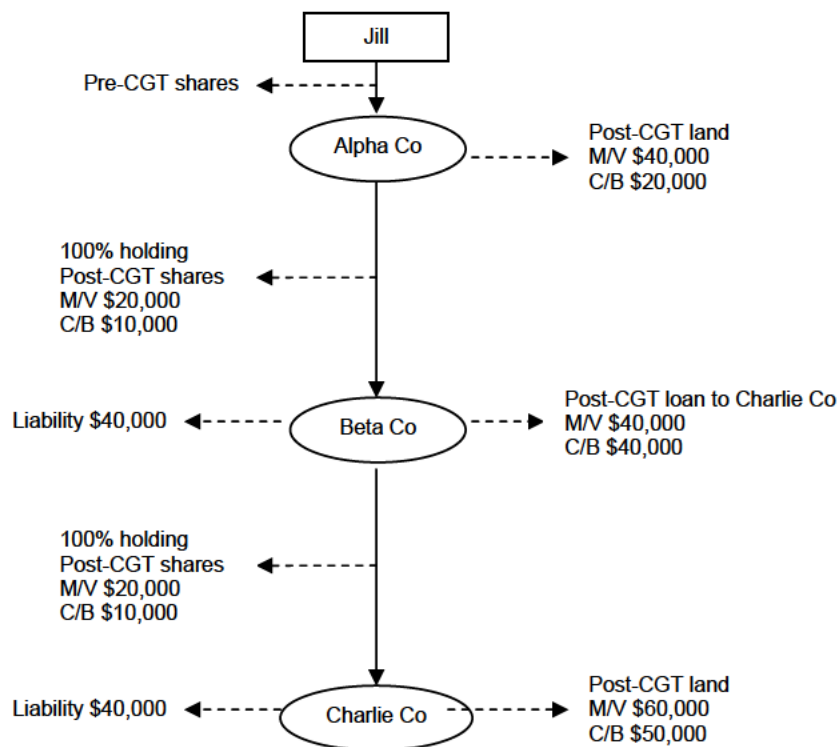 Jill
Pre-CGT shares
Alpha Co
Post-CGT land
M/V $40,000
C/B $20,000
100% holding
Post-CGT shares
M/V $20,000
C/B $10,000
Liability $40,000
Beta Co
Post-CGT loan to Charlie Co
M/V $40,000
C/B $40,000
100% holding
Post-CGT shares
M/V $20,000
C/B $10,000
Liability $40,000
Charlie Co
Post-CGT land
M/V $60,000
C/B $50,000